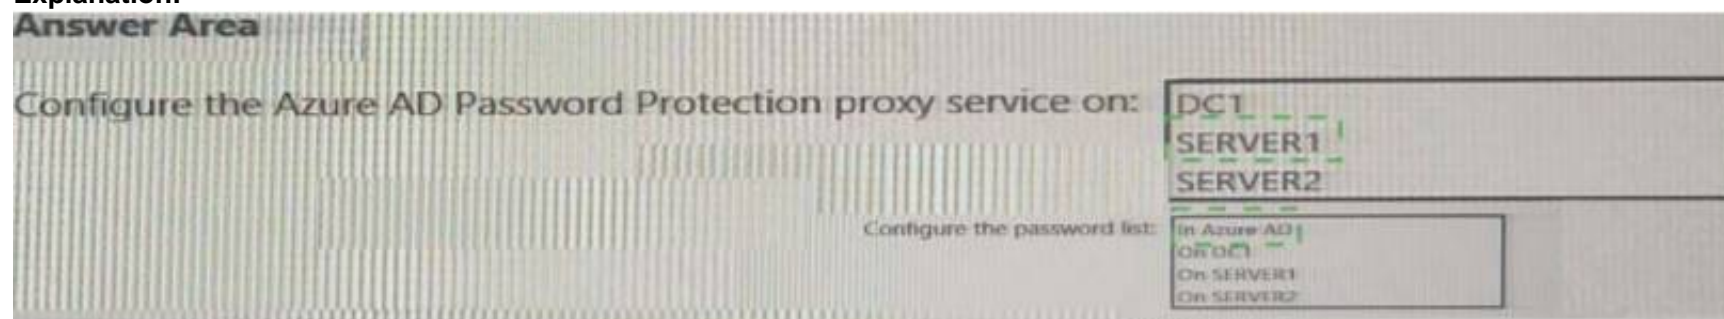 Explanation:
Answer Area
Configure the Azure AD Password Protection proxy service on:
DC1
SERVER1
SERVER2
Configure the password list:
In Azure AD
On DC1
On SERVER1
On SERVER2